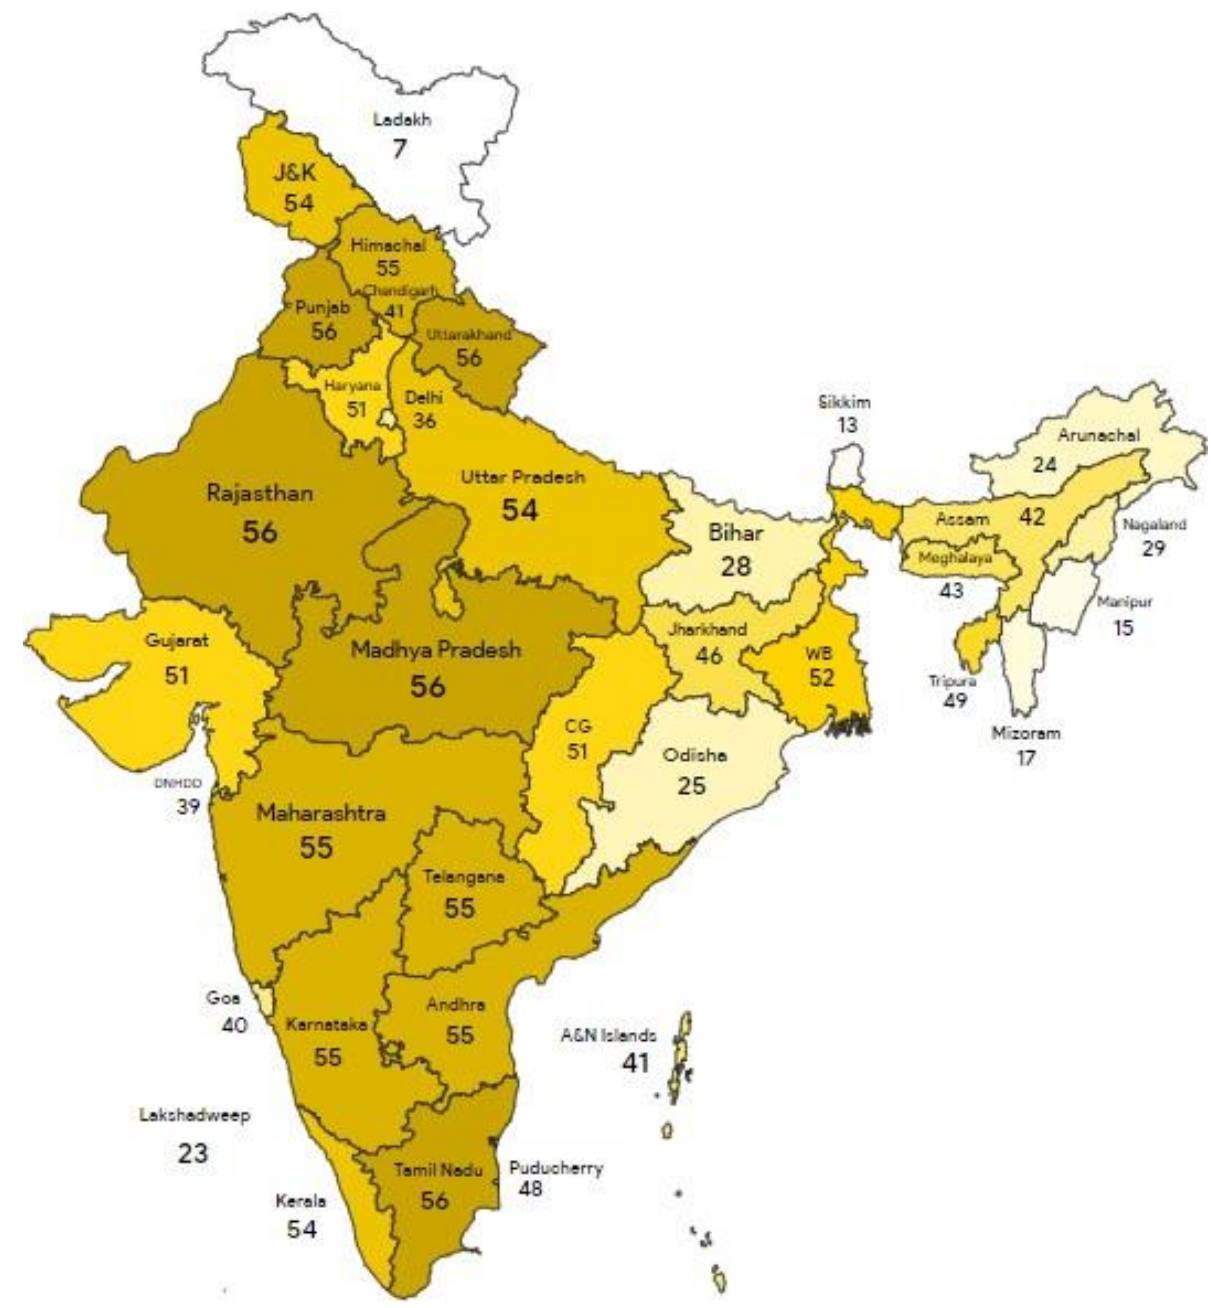 Ladakh
7
J&K
54
Himachal
55
Chandigarh
41
Punjab
56
Uttarakhand
56
Haryana
51
Delhi
36
Sikkim
13
Arunachal
24
Rajasthan
56
Uttar Pradesh
54
Bihar
28
Assam 42
Nagaland
29
Meghalaya
43
Manipur
15
Gujarat
51
Madhya Pradesh
56
Jharkhand
46
WB
52
Tripura
49
Mizoram
17
CG
51
Odisha
25
DNHDD
39
Maharashtra
55
Telangana
55
Goa
40
Karnataka
55
Andhra
55
A&N Islands
41
Lakshadweep
23
Kerala
54
Tamil Nadu
56
Puducherry
48